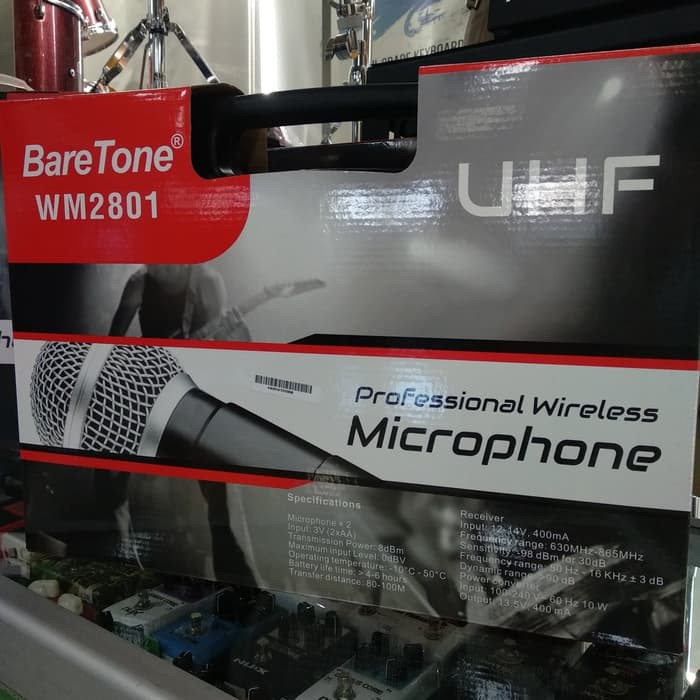 BareTone®
WM2801
UHF
Professional Wireless
Microphone
Specifications
Microphone × 2
Input: 3V (2xAA)
Transmission Power: 8dBm
Maximum input Level: 0dBV
Operating temperature: -10°C - 50°C
Battery life time: > 4-6 hours
Transfer distance: 80-100M
Receiver
Input: 12-14V, 400mA
Frequency range: 630MHz-865MHz
Sensitivity: -98 dBm for 30dB
Frequency range: 50 Hz - 16 KHz ± 3 dB
Dynamic range: >90 dB
Power
Input: 100-240V - 60 Hz 10 W
Output: 13.5V, 400 mA
KEYBOARD
NUX